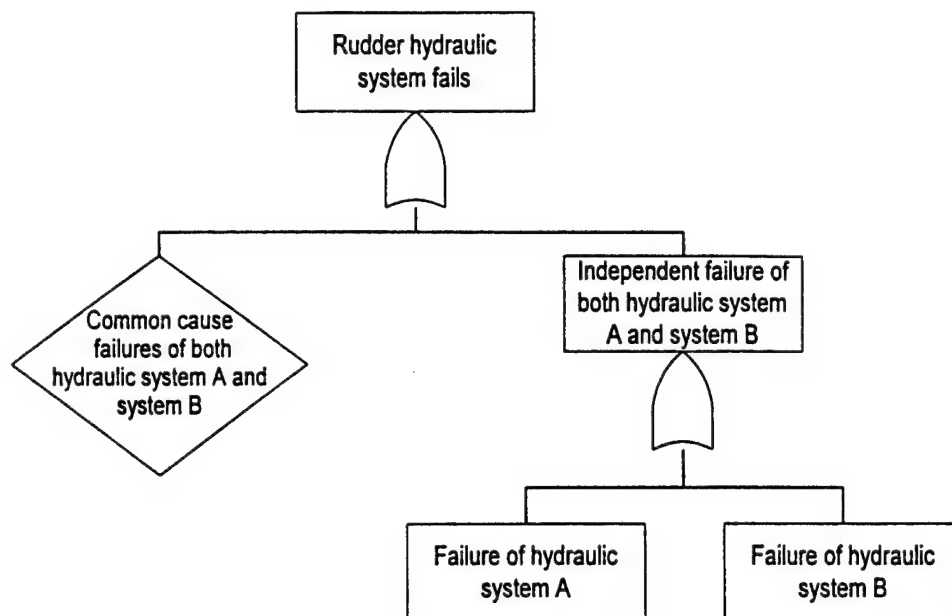 Rudder hydraulic
system fails
Common cause
failures of both
hydraulic system A and
system B
Independent failure of
both hydraulic system
A and system B
Failure of hydraulic
system A
Failure of hydraulic
system B